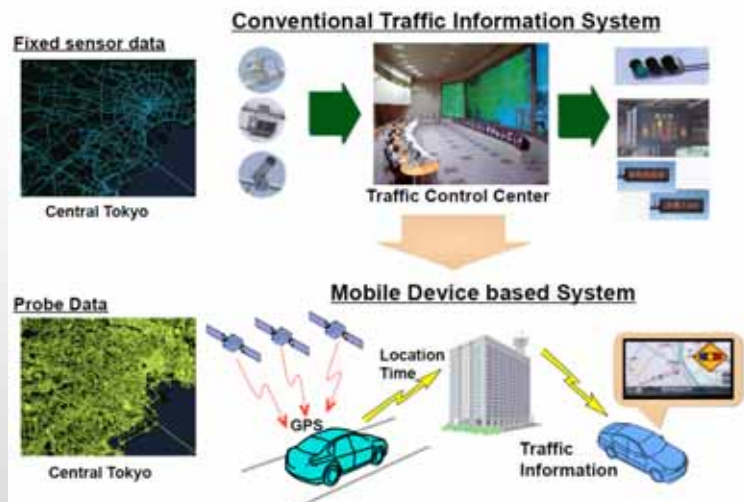 Conventional Traffic Information System
Fixed sensor data
Central Tokyo
Traffic Control Center
Probe Data
Mobile Device based System
Location
Time
GPS
Central Tokyo
Traffic
Information